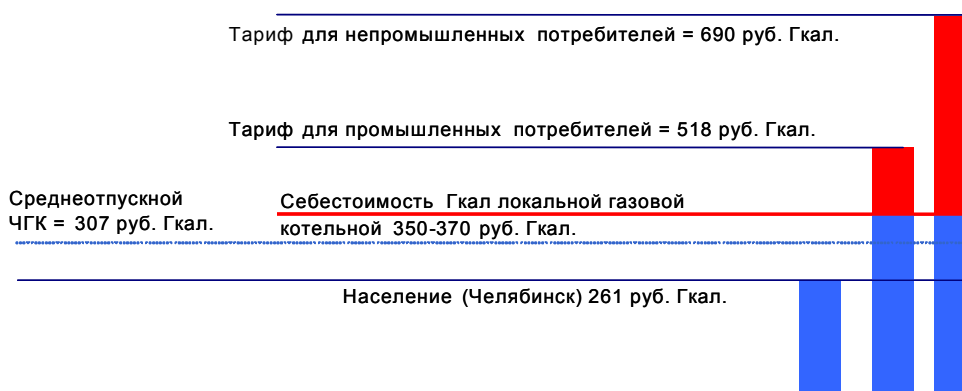 Тариф для непромышленных потребителей = 690 руб. Гкал.
Тариф для промышленных потребителей = 518 руб. Гкал.
Среднеотпускной
ЧГК = 307 руб. Гкал.
Себестоимость Гкал локальной газовой
котельной 350-370 руб. Гкал.
Население (Челябинск) 261 руб. Гкал.